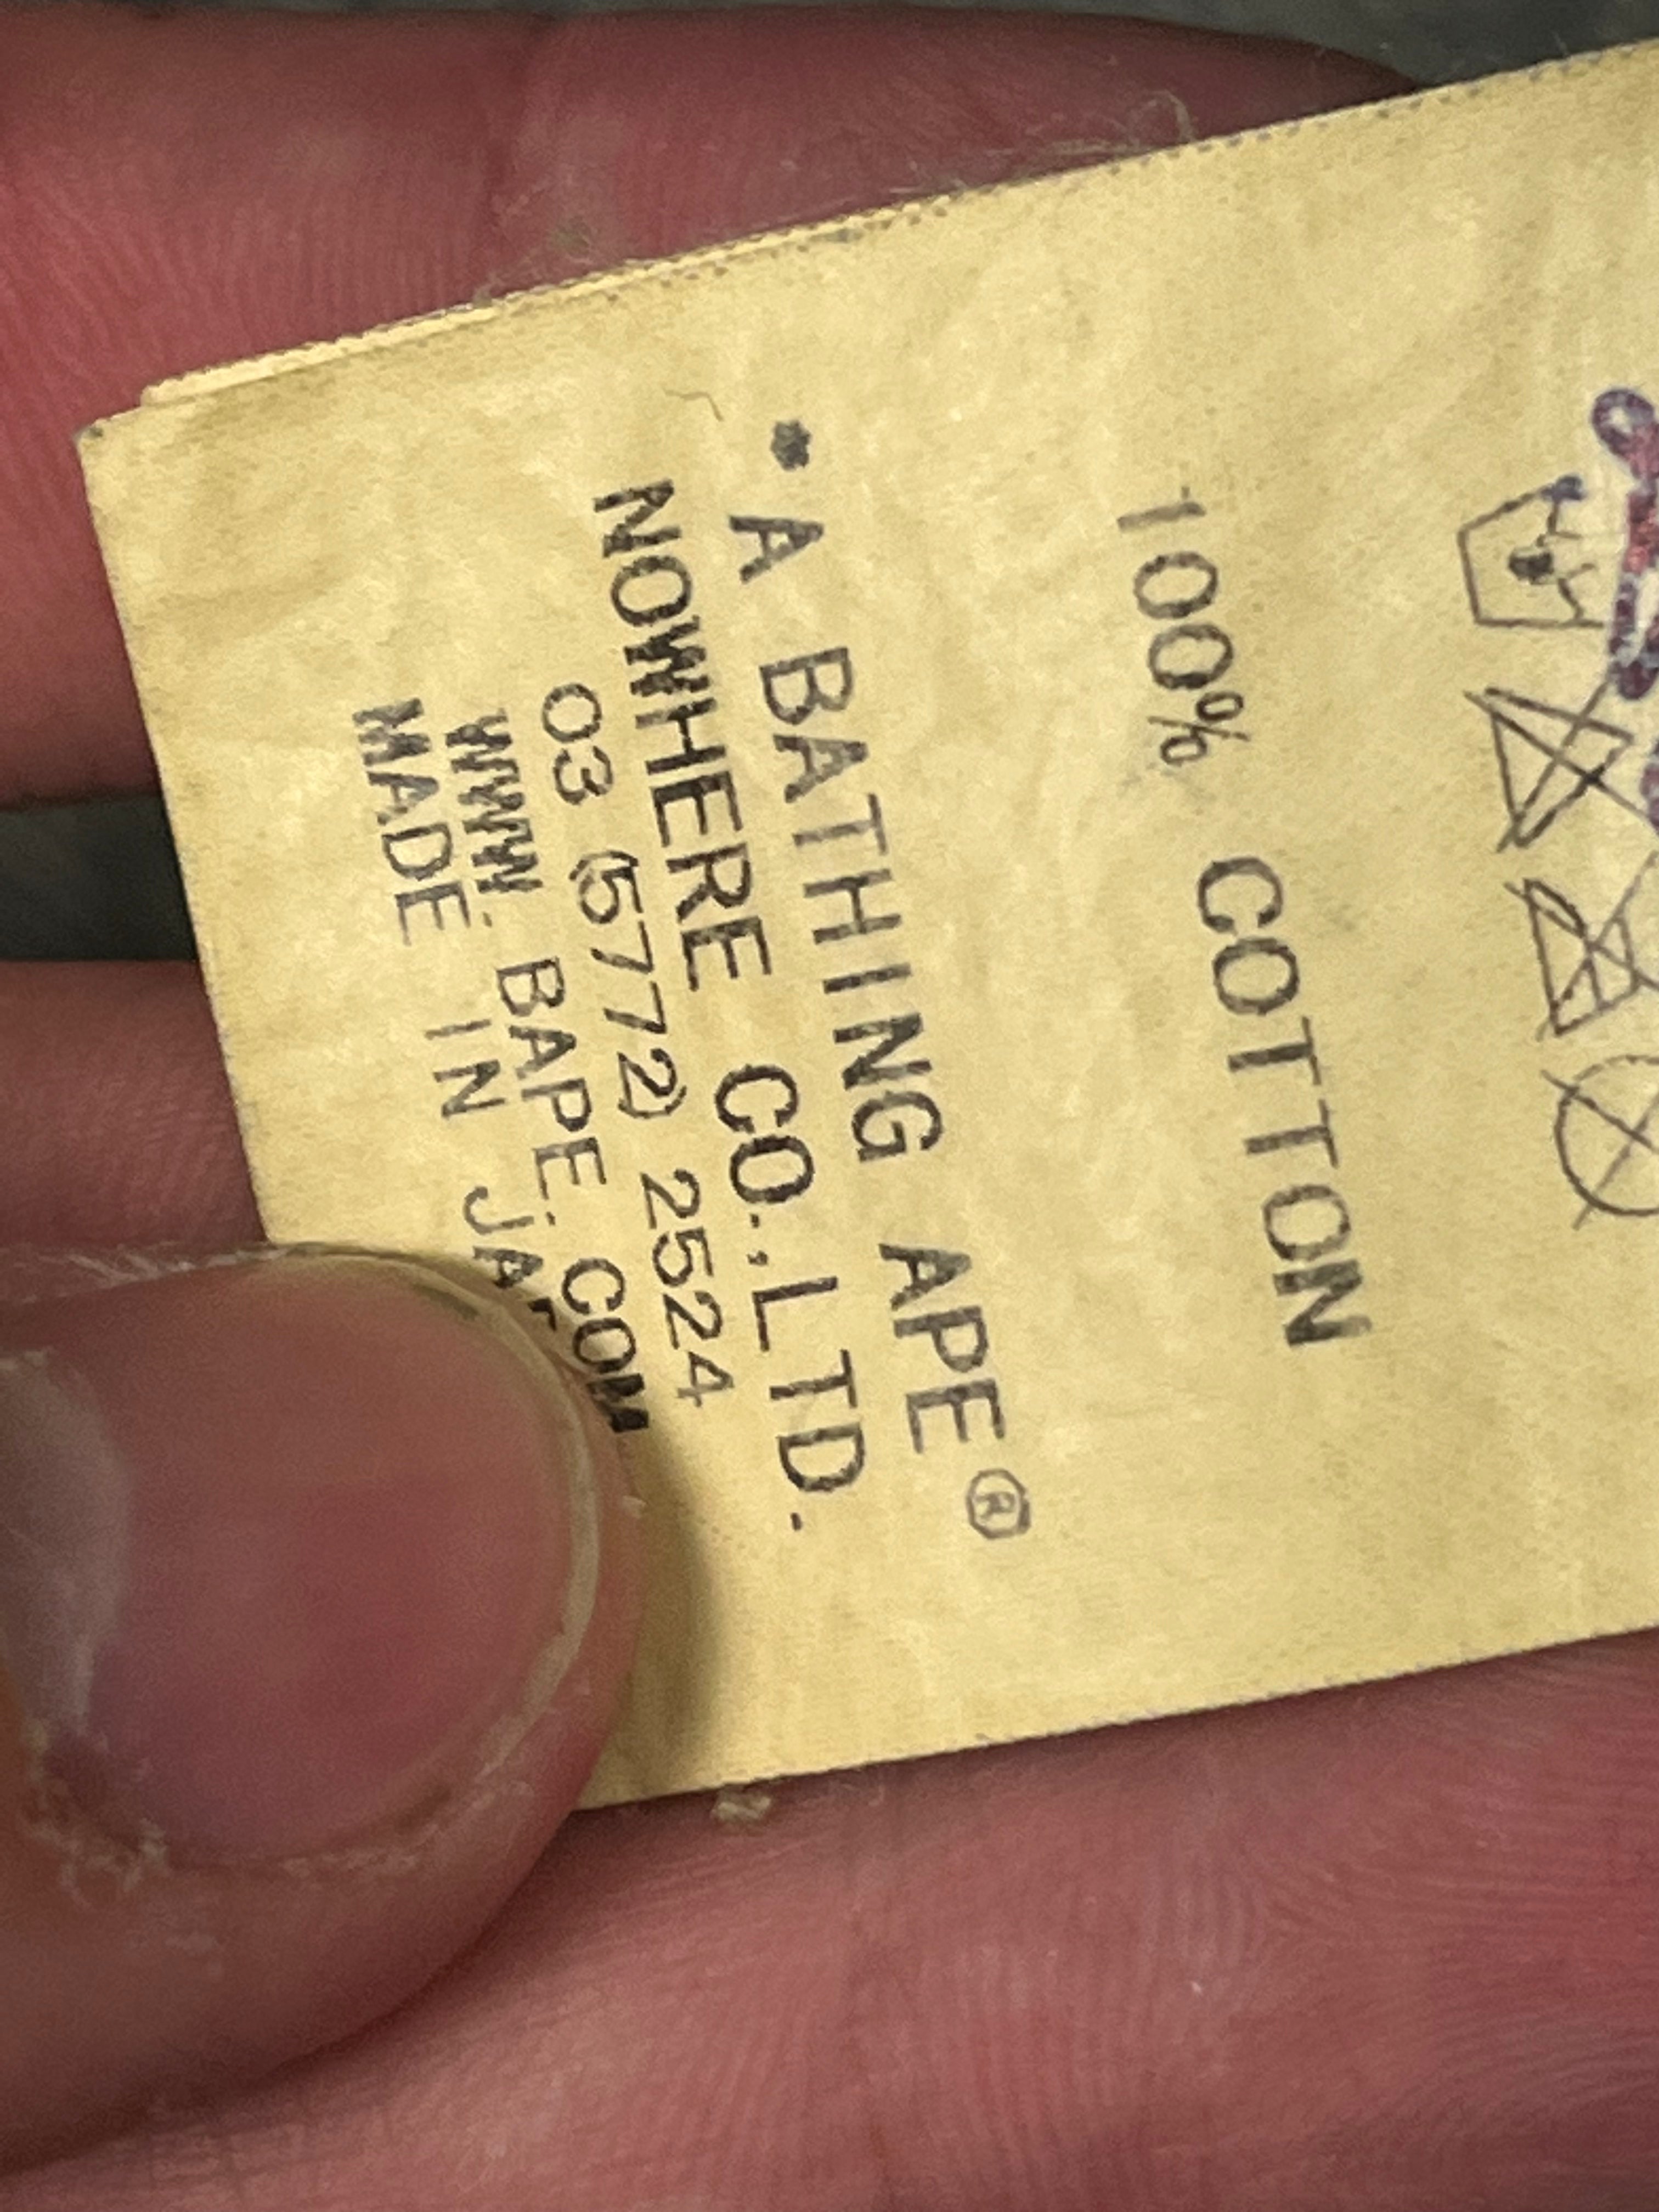 100% COTTON
•A BATHING APE®
NOWHERE CO.,LTD.
03 (5772) 2524
WWW. BAPE. COM
MADE IN